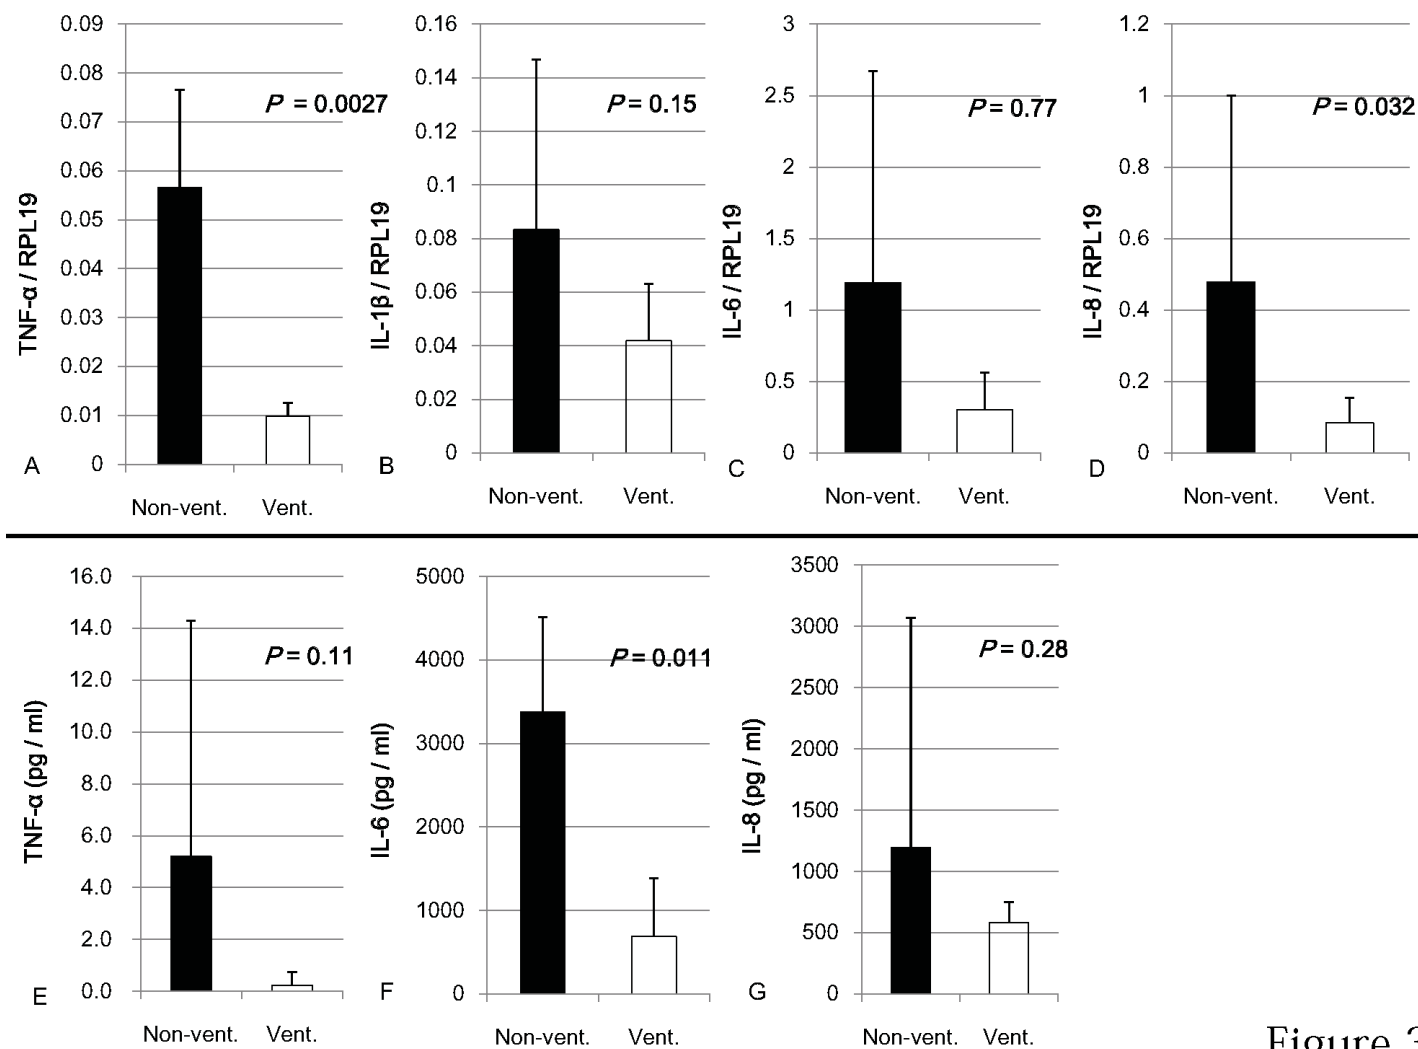 0.09
0.08
0.07
0.06
0.05
0.04
0.03
0.02
0.01
0
TNF-α / RPL19
P = 0.0027
A
Non-vent. Vent.
0.16
0.14
0.12
0.1
0.08
0.06
0.04
0.02
0
IL-1β / RPL19
P = 0.15
B
Non-vent. Vent.
3
2.5
2
1.5
1
0.5
0
IL-6 / RPL19
P = 0.77
C
Non-vent. Vent.
1.2
1
0.8
0.6
0.4
0.2
0
IL-8 / RPL19
P = 0.032
D
Non-vent. Vent.
16.0
14.0
12.0
10.0
8.0
6.0
4.0
2.0
0.0
TNF-α (pg / ml)
P = 0.11
E
Non-vent. Vent.
5000
4000
3000
2000
1000
0
IL-6 (pg / ml)
P = 0.011
F
Non-vent. Vent.
3500
3000
2500
2000
1500
1000
500
0
IL-8 (pg / ml)
P = 0.28
G
Non-vent. Vent.
Figure